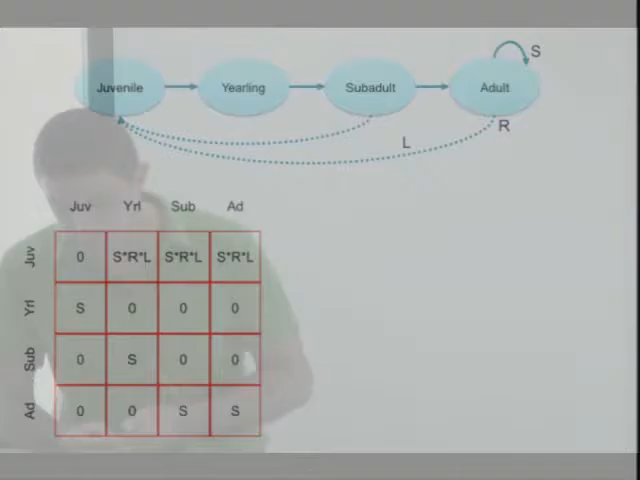 S
Juvenile Yearling Subadult Adult
R
L
Juv Yrl Sub Ad
Juv 0 S*R*L S*R*L S*R*L
Yrl S 0 0 0
Sub 0 S 0 0
Ad 0 0 S S